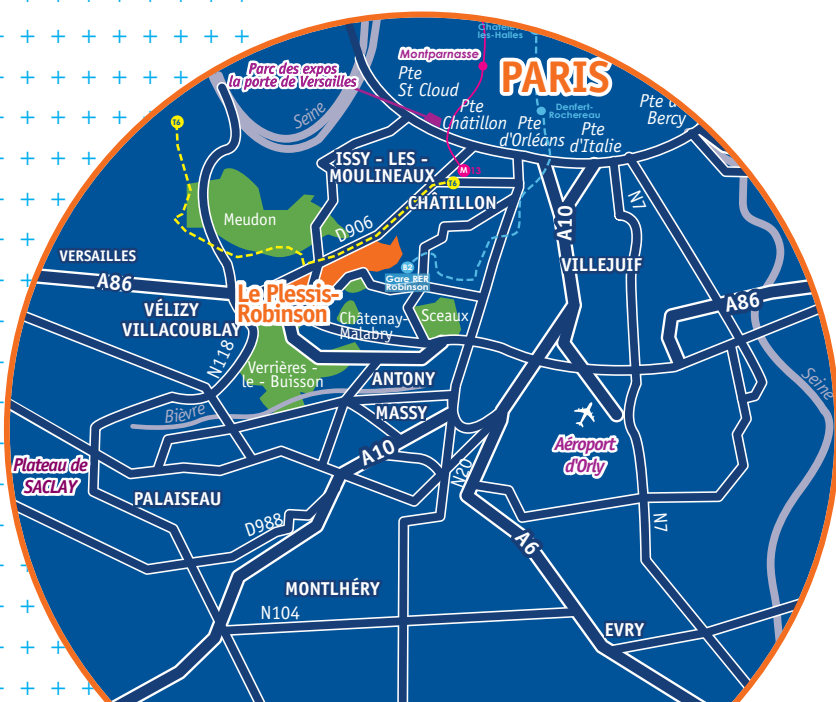 Châtelet
les-Halles
Montparnasse
Parc des expos
la porte de Versailles
PARIS
Pte
St Cloud
Pte
Châtillon
Denfert-
Rochereau
Pte
d'Orléans
Pte
d'Italie
Pte
Bercy
T6
Seine
ISSY - LES -
MOULINEAUX
M 13
T6
CHÂTILLON
N7
A10
Meudon
D906
VERSAILLES
A86
B2
Gare RER
Robinson
VILLEJUIF
A86
Le Plessis-
Robinson
VÉLIZY
VILLACOUBLAY
Châtenay-
Malabry
Sceaux
N118
Verrières -
le - Buisson
ANTONY
Seine
Bièvre
MASSY
A10
Aéroport
d'Orly
Plateau de
SACLAY
N20
PALAISEAU
D988
N7
A6
MONTLHÉRY
N104
EVRY